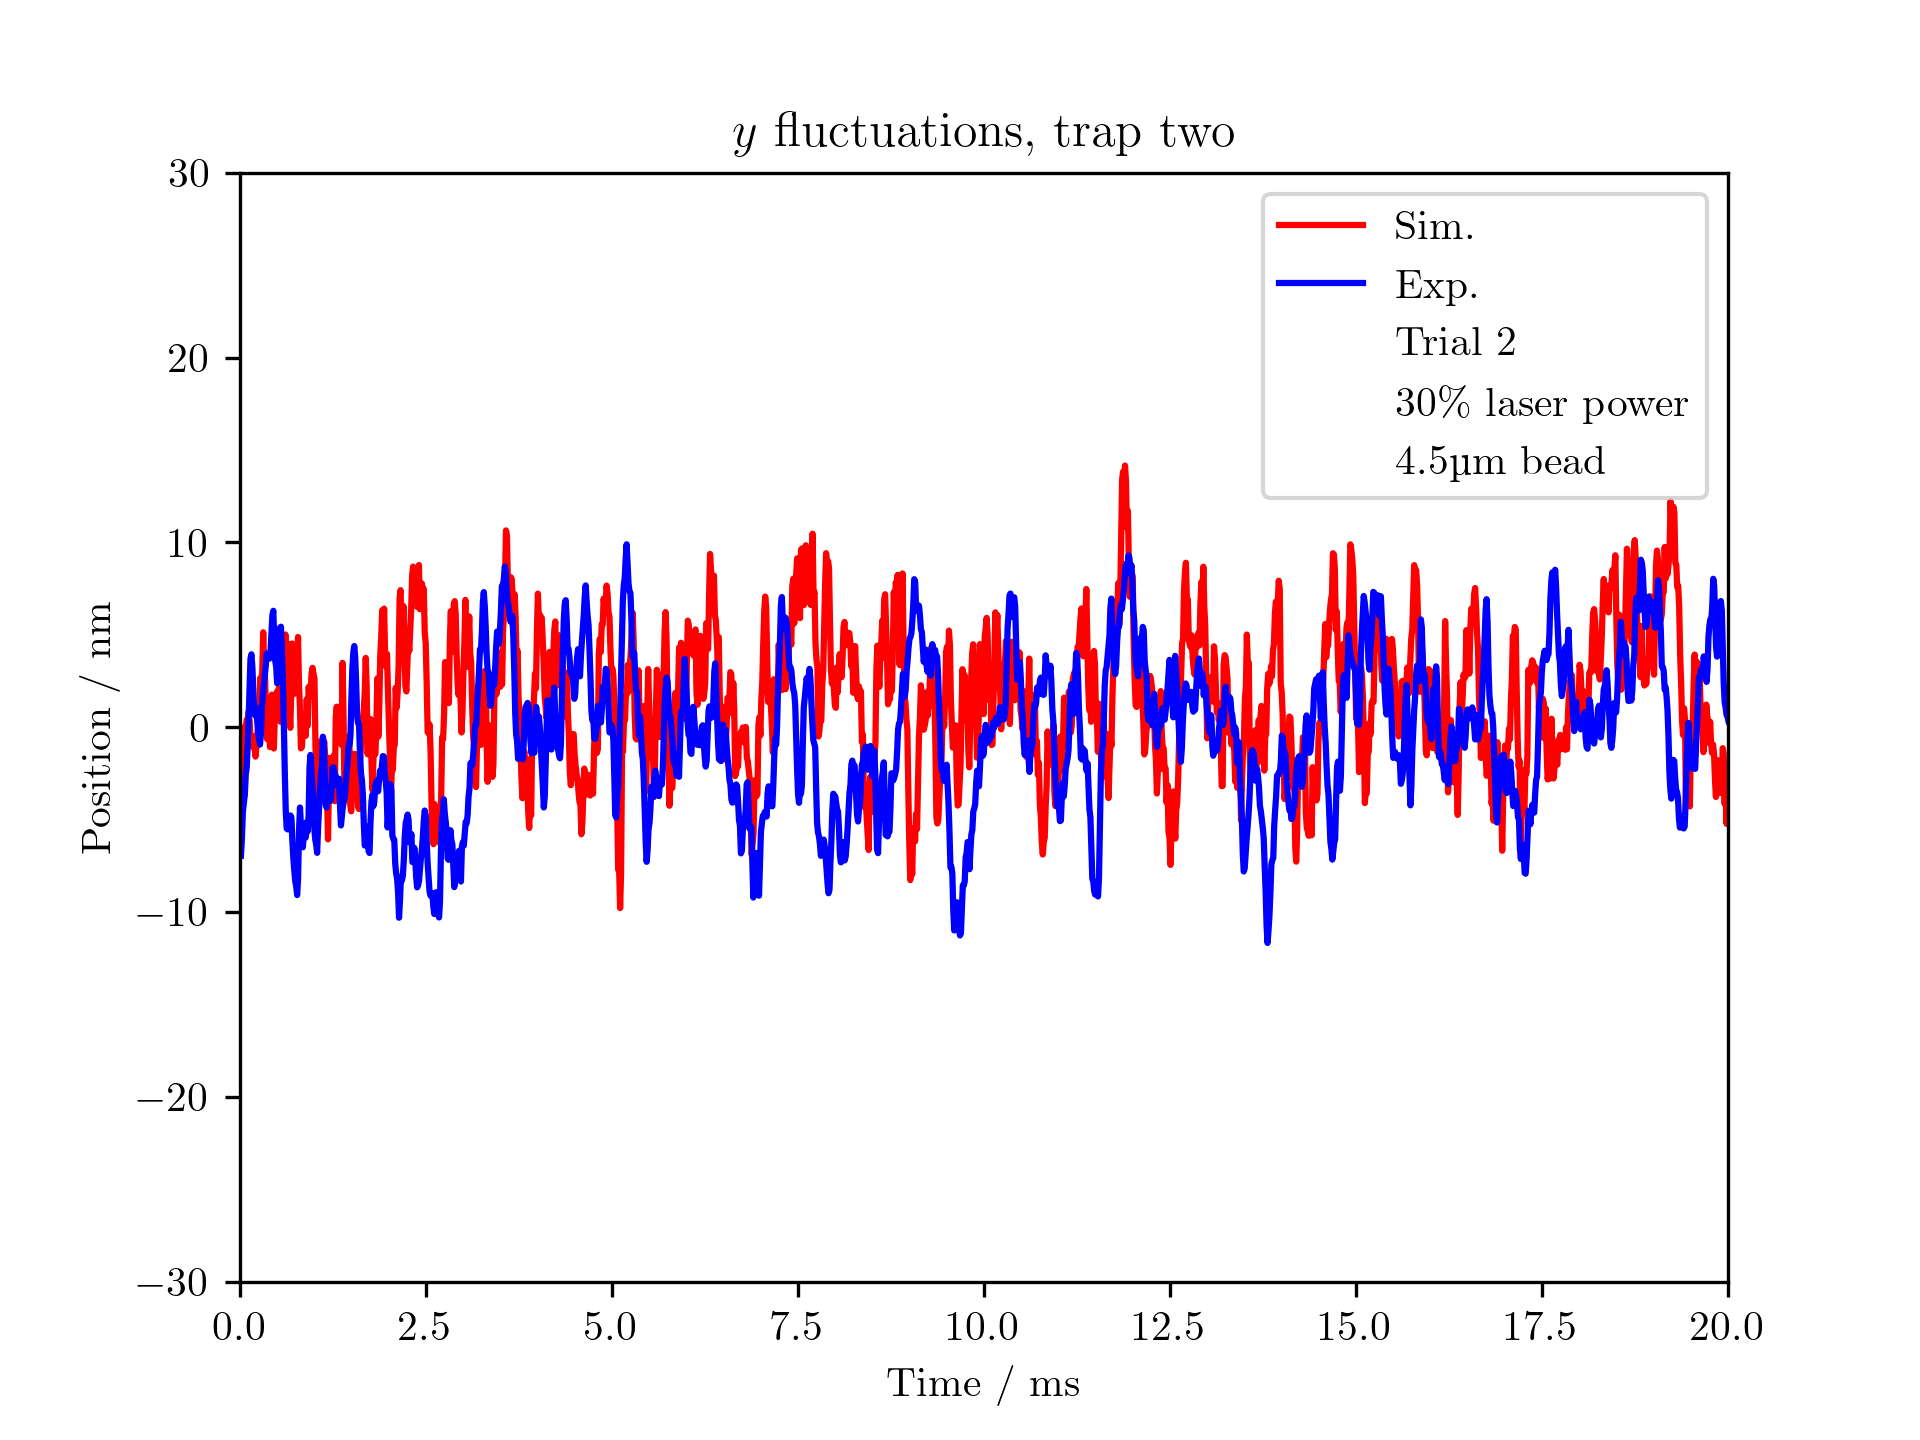 y fluctuations, trap two
30
20
10
0
−10
−20
−30
Position / nm
Sim.
Exp.
Trial 2
30% laser power
4.5µm bead
0.0 2.5 5.0 7.5 10.0 12.5 15.0 17.5 20.0
Time / ms